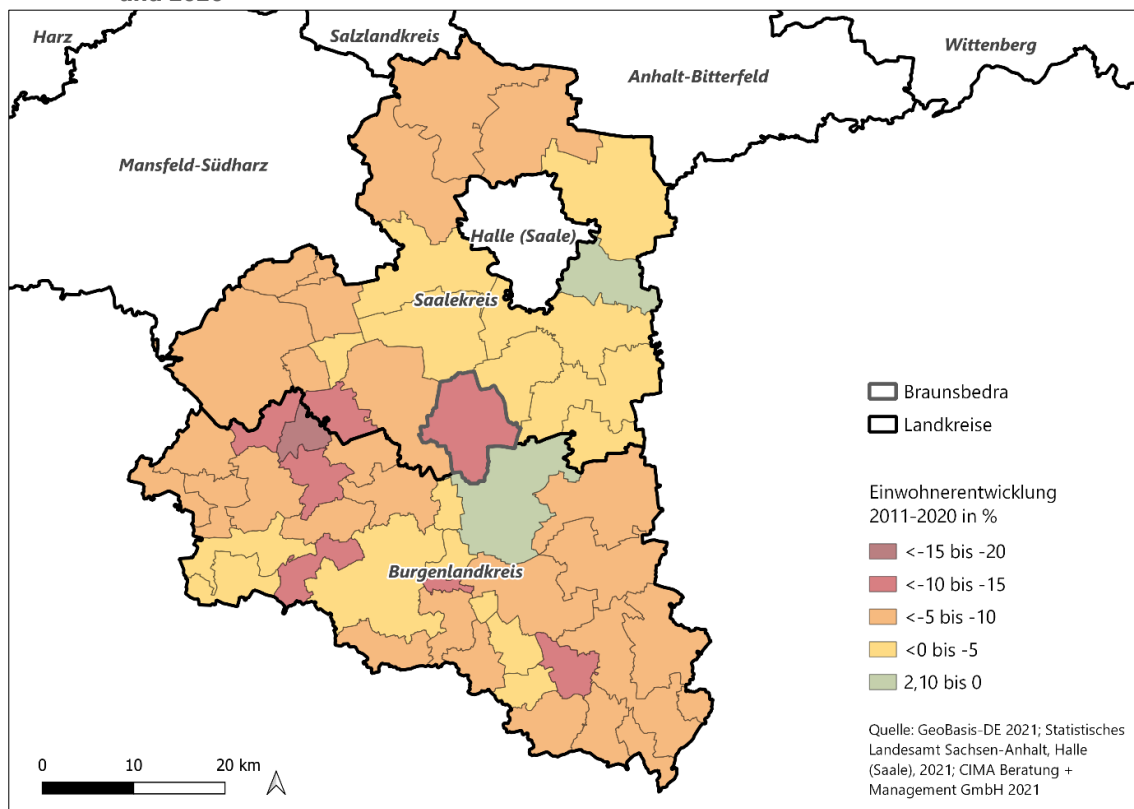 und 2020
Harz
Salzlandkreis
Wittenberg
Anhalt-Bitterfeld
Mansfeld-Südharz
Halle (Saale)
Saalekreis
Braunsbedra
Landkreise
Einwohnerentwicklung
2011-2020 in %
<-15 bis -20
<-10 bis -15
<-5 bis -10
<0 bis -5
2,10 bis 0
Burgenlandkreis
Quelle: GeoBasis-DE 2021; Statistisches
Landesamt Sachsen-Anhalt, Halle
(Saale), 2021; CIMA Beratung +
Management GmbH 2021
0 10 20 km